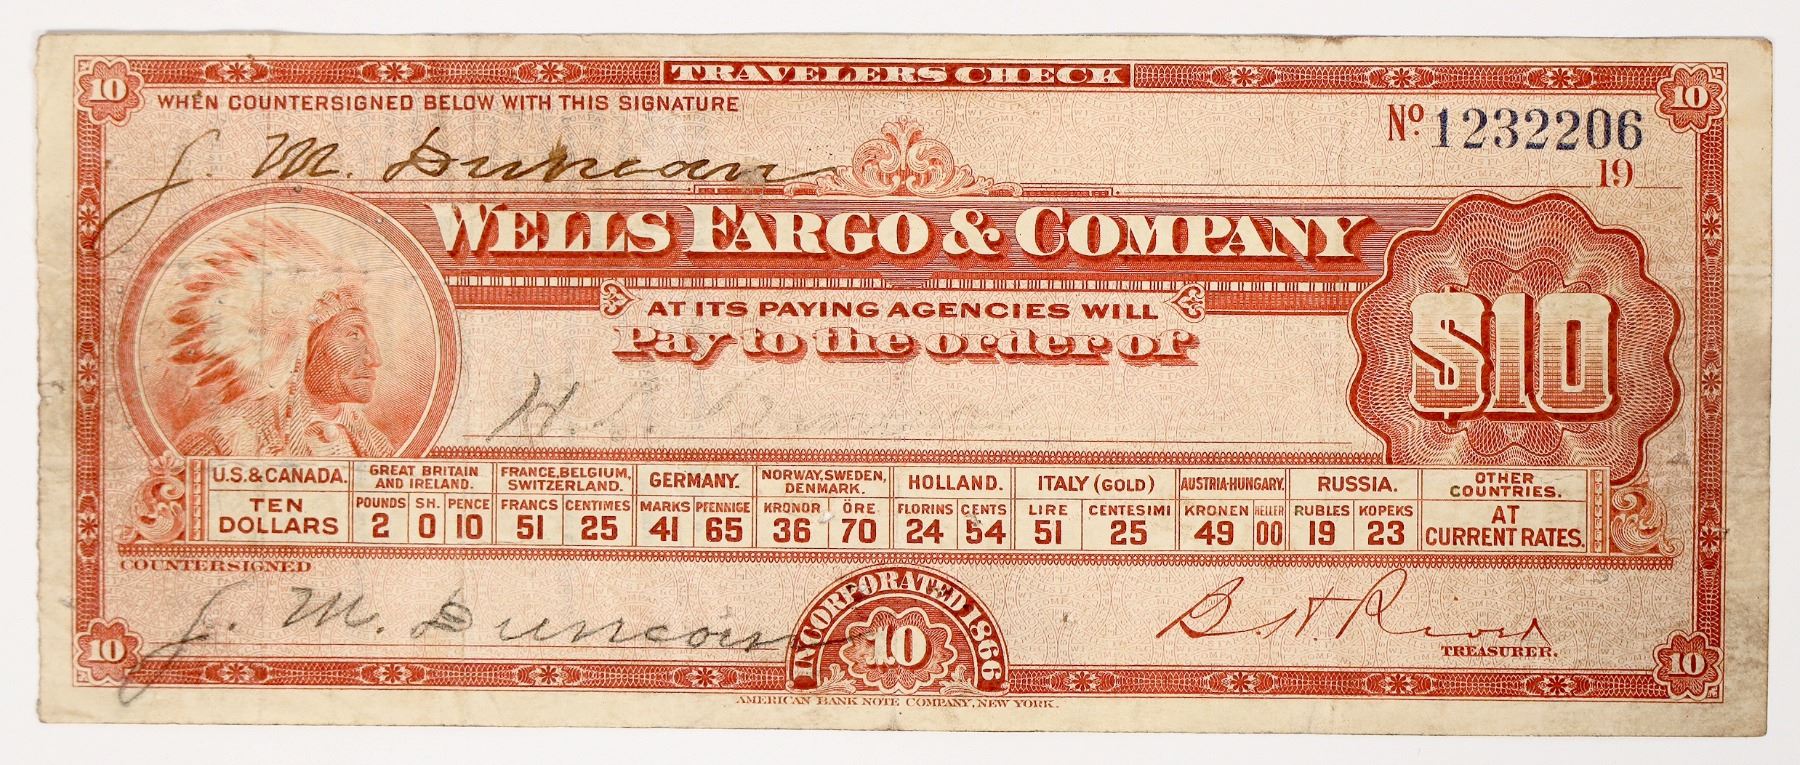 TRAVELERS CHECK
10
10
WHEN COUNTERSIGNED BELOW WITH THIS SIGNATURE
No. 1232206
J. M. Duncan
19
WELLS FARGO & COMPANY
AT ITS PAYING AGENCIES WILL
Pay to the order of
$10
H.
U.S. & CANADA. GREAT BRITAIN AND IRELAND. FRANCE, BELGIUM, SWITZERLAND. GERMANY. NORWAY, SWEDEN, DENMARK. HOLLAND. ITALY (GOLD) AUSTRIA-HUNGARY. RUSSIA. OTHER COUNTRIES.
TEN DOLLARS POUNDS 2 SH. 0 PENCE 10 FRANCS 51 CENTIMES 25 MARKS 41 PFENNIGE 65 KRONOR 36 ÖRE 70 FLORINS 24 CENTS 54 LIRE 51 CENTESIMI 25 KRONEN 49 HELLER 00 RUBLES 19 KOPEKS 23 AT CURRENT RATES.
COUNTERSIGNED
J. M. Duncan
INCORPORATED 1866
10
TREASURER.
10
10
AMERICAN BANK NOTE COMPANY, NEW YORK.